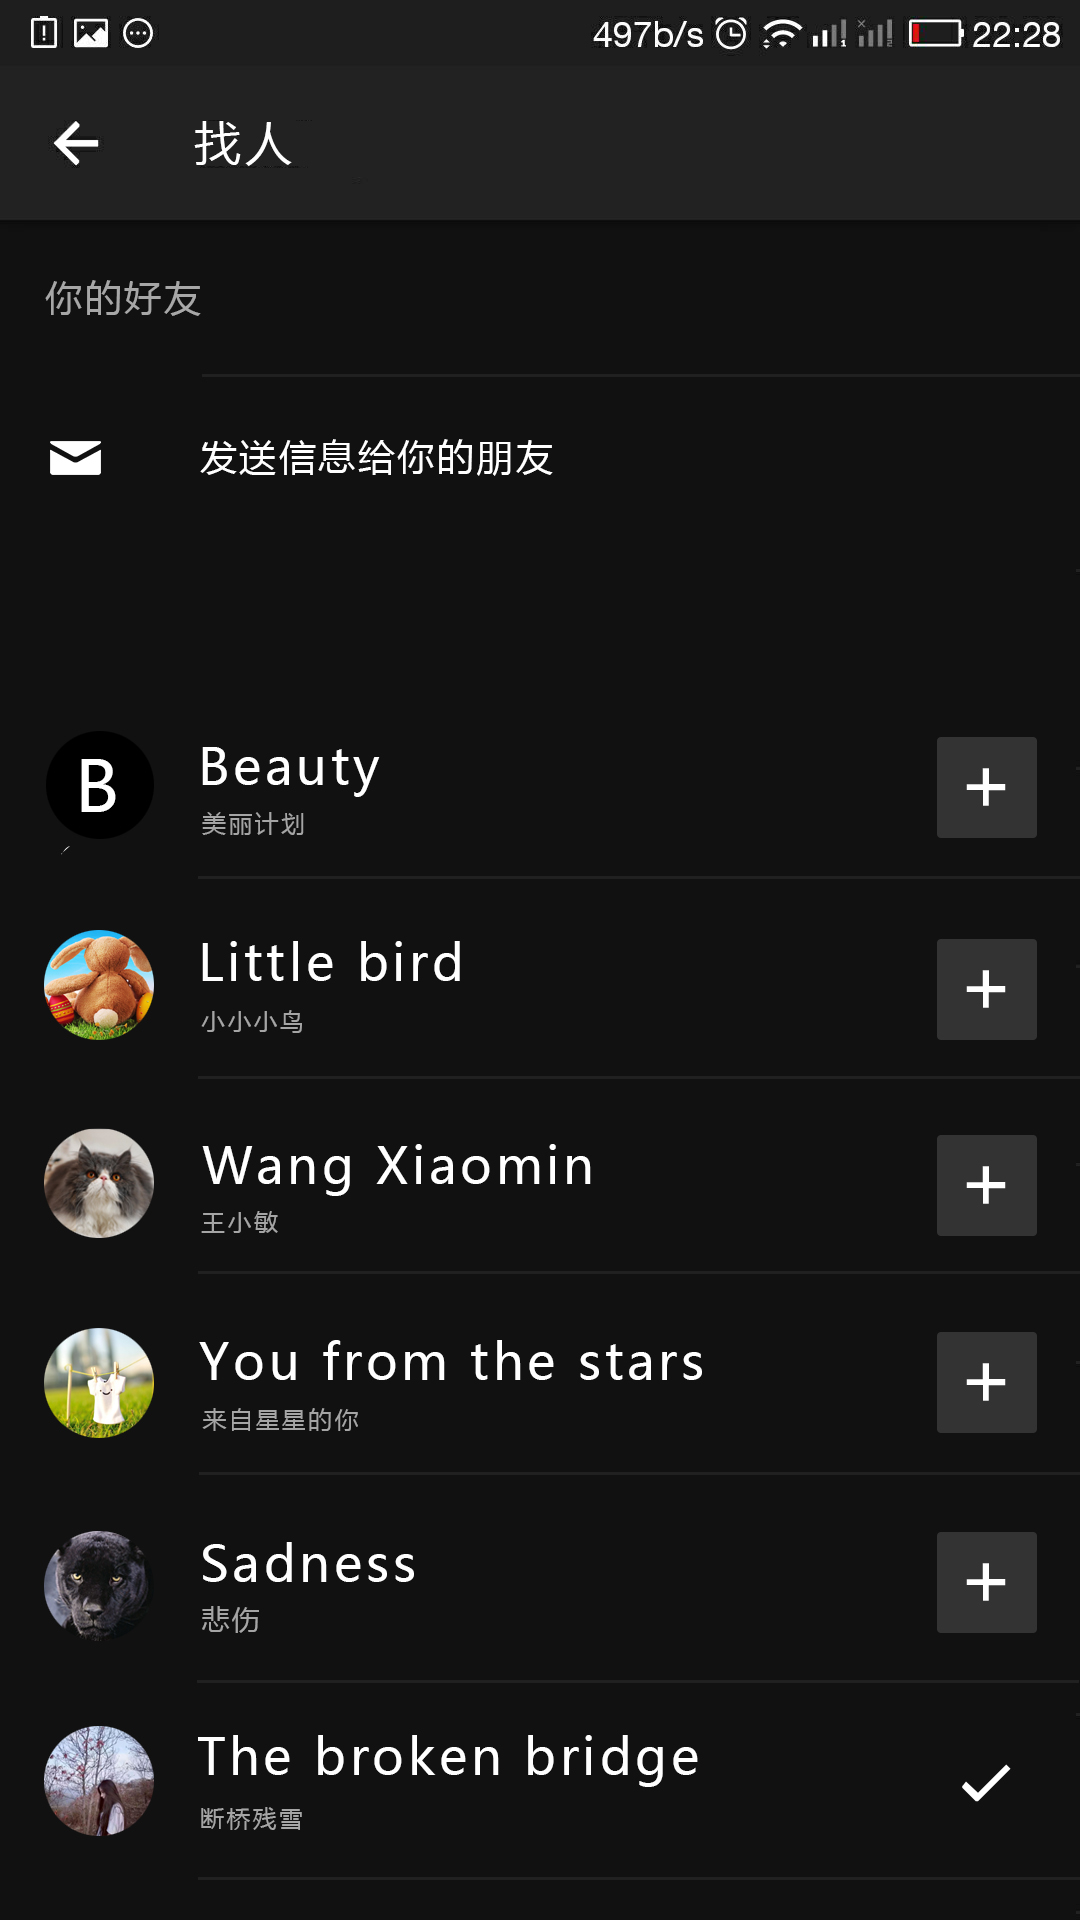 497b/s 22:28
找人
你的好友
发送信息给你的朋友
B
Beauty
美丽计划
Little bird
小小小鸟
Wang Xiaomin
王小敏
You from the stars
来自星星的你
Sadness
悲伤
The broken bridge
断桥残雪